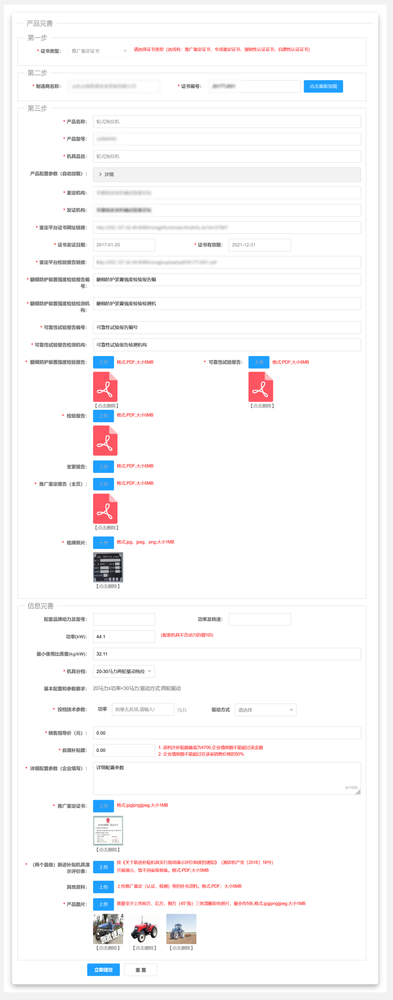 产品完善
第一步
* 证书类型： 推广鉴定证书 请选择证书类型（选项有：推广鉴定证书、专项鉴定证书、强制性认证证书、自愿性认证证书）
第二步
* 制造商名称： * 证书编号： 点击重新加载
第三步
* 产品名称： 轮式拖拉机
* 产品型号：
* 机具品目： 轮式拖拉机
产品配置参数（自动加载）： > 详情
* 鉴定机构：
* 发证机构：
* 鉴定平台证书网址链接：
* 证书发证日期： 2017-01-25 * 证书有效期： 2021-12-31
* 鉴定平台检验报告链接：
* 翻倾防护装置强度检验报告编号： 翻倾防护装置强度检验报告编
* 翻倾防护装置强度检验检测机构： 翻倾防护装置强度检验检测机
* 可靠性试验报告编号： 可靠性试验报告编号
* 可靠性试验报告检测机构： 可靠性试验报告检测机构
* 翻倾防护装置强度检验报告： 上传 格式:PDF;大小5MB * 可靠性试验报告： 上传 格式:PDF;大小5MB
【点击删除】 【点击删除】
* 检验报告： 上传 格式:PDF;大小5MB
变更报告： 上传 格式:PDF;大小5MB
* 推广鉴定报告（全页）： 上传 格式:PDF;大小5MB
【点击删除】
* 铭牌照片： 上传 格式:jpg、jpeg、png;大小1MB
【点击删除】
信息完善
配套品牌动力及型号： 功率及转速：
功率(kW)： 44.1 (配套机具不含动力的填写0)
最小使用比质量(kg/kW)： 32.11
* 机具分档： 20-30马力两轮驱动拖拉
基本配置和参数要求： 20马力≤功率<30马力;驱动方式:两轮驱动
* 投档技术参数： 功率 如果无此项,请输入/ 马力 驱动方式 请选择
* 销售指导价（元）： 0.00
* 自填补贴额： 0.00 1. 该档次补贴额最高为4700,企业填报额不能超过该金额
2. 企业填报额不能超过在该省销售价格的50%
* 详细配置参数（企业填写）： 详细配置参数
6/1000
* 推广鉴定证书： 上传 格式:jpg|png|jpeg;大小1MB
农业机械推广鉴定证书
【点击删除】
* （两个县级）新进补贴机具演示评价表： 上传 按《关于新进补贴机具实行现场演示评价制度的通知》（湘农机产发〔2016〕18号）
开展演示，暂不用省级报备。格式:PDF;大小5MB
其他资料： 上传 上传推广鉴定（认证、检测）等的补充资料。格式:PDF；大小5MB
* 产品图片： 上传 需要至少上传前方、后方、侧方（45°角）三张清晰彩色照片，最多传5张,格式:jpg|png|jpeg;大小1MB
测试使用
【点击删除】 【点击删除】 【点击删除】
立即提交 重 置